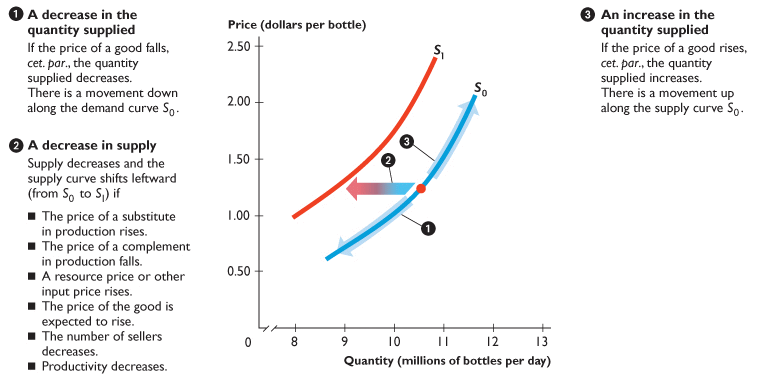 1 A decrease in the
quantity supplied
If the price of a good falls,
cet. par., the quantity
supplied decreases.
There is a movement down
along the demand curve S0.
2 A decrease in supply
Supply decreases and the
supply curve shifts leftward
(from S0 to S1) if
■ The price of a substitute
in production rises.
■ The price of a complement
in production falls.
■ A resource price or other
input price rises.
■ The price of the good is
expected to rise.
■ The number of sellers
decreases.
■ Productivity decreases.
Price (dollars per bottle)
2.50
2.00
1.50
1.00
0.50
0
S1
S0
3
2
1
8 9 10 11 12 13
Quantity (millions of bottles per day)
3 An increase in the
quantity supplied
If the price of a good rises,
cet. par., the quantity
supplied increases.
There is a movement up
along the supply curve S0.